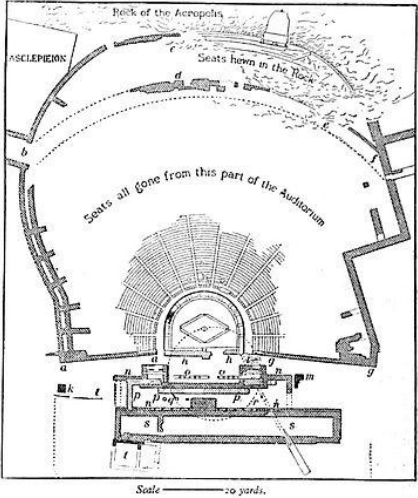 Rock of the Acropolis
ASCLEPIEION
c
Seats hewn in the Rock
d
e
b
f
Seats all gone from this part of the Auditorium
a
a
h
h
i
g
g
n
o
o
n
m
k
l
p
p
q
p
r
n
s
s
t
Scale 20 yards.